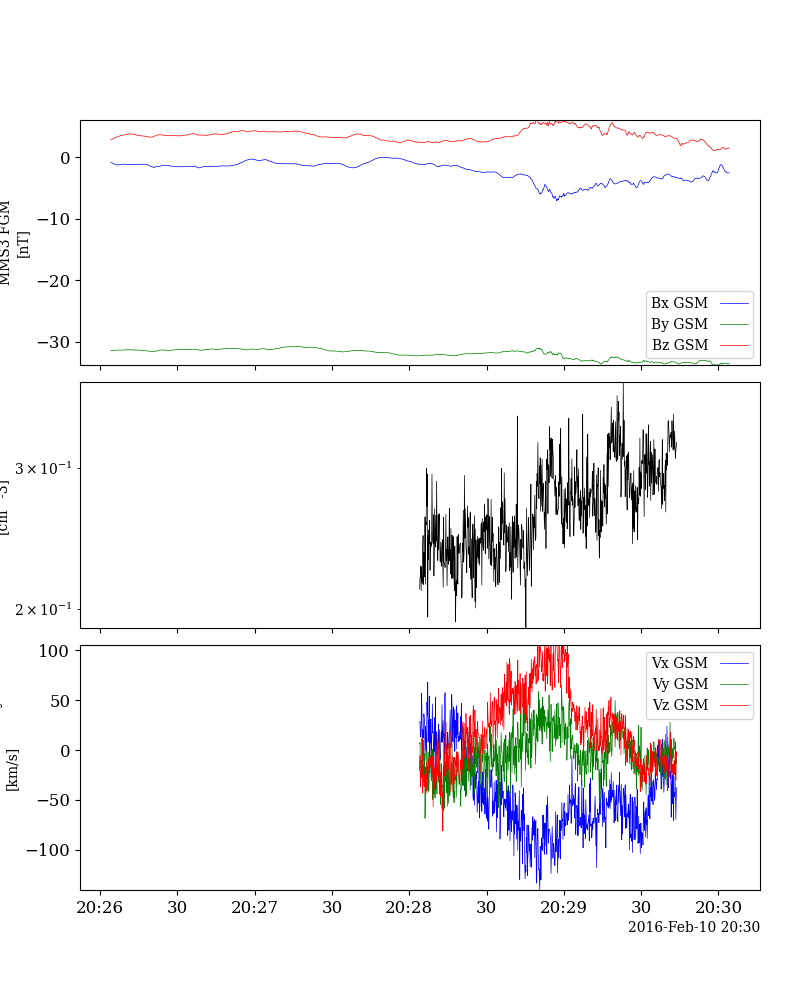 0
−10
−20
−30
MMS3 FGM
[nT]
Bx GSM
By GSM
Bz GSM
3 × 10⁻¹
2 × 10⁻¹
[cm -3]
100
50
0
−50
−100
[km/s]
Vx GSM
Vy GSM
Vz GSM
20:26 30 20:27 30 20:28 30 20:29 30 20:30
2016-Feb-10 20:30